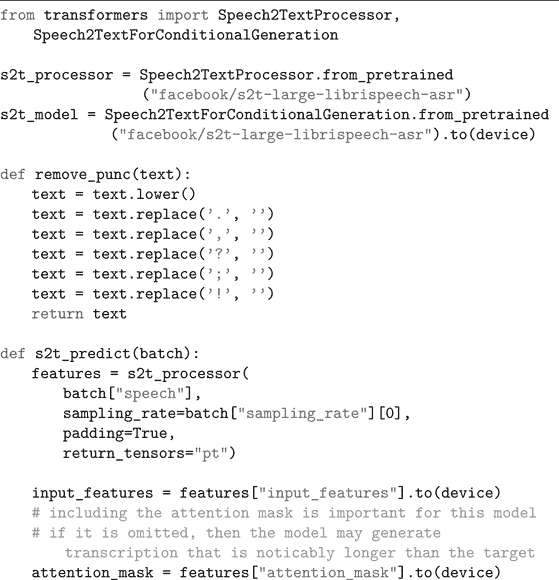 from transformers import Speech2TextProcessor,
Speech2TextForConditionalGeneration
s2t_processor = Speech2TextProcessor.from_pretrained
("facebook/s2t-large-librispeech-asr")
s2t_model = Speech2TextForConditionalGeneration.from_pretrained
("facebook/s2t-large-librispeech-asr").to(device)
def remove_punc(text):
text = text.lower()
text = text.replace('.', '')
text = text.replace(',', '')
text = text.replace('?', '')
text = text.replace(';', '')
text = text.replace('!', '')
return text
def s2t_predict(batch):
features = s2t_processor(
batch["speech"],
sampling_rate=batch["sampling_rate"][0],
padding=True,
return_tensors="pt")
input_features = features["input_features"].to(device)
# including the attention mask is important for this model
# if it is omitted, then the model may generate
transcription that is noticably longer than the target
attention_mask = features["attention_mask"].to(device)